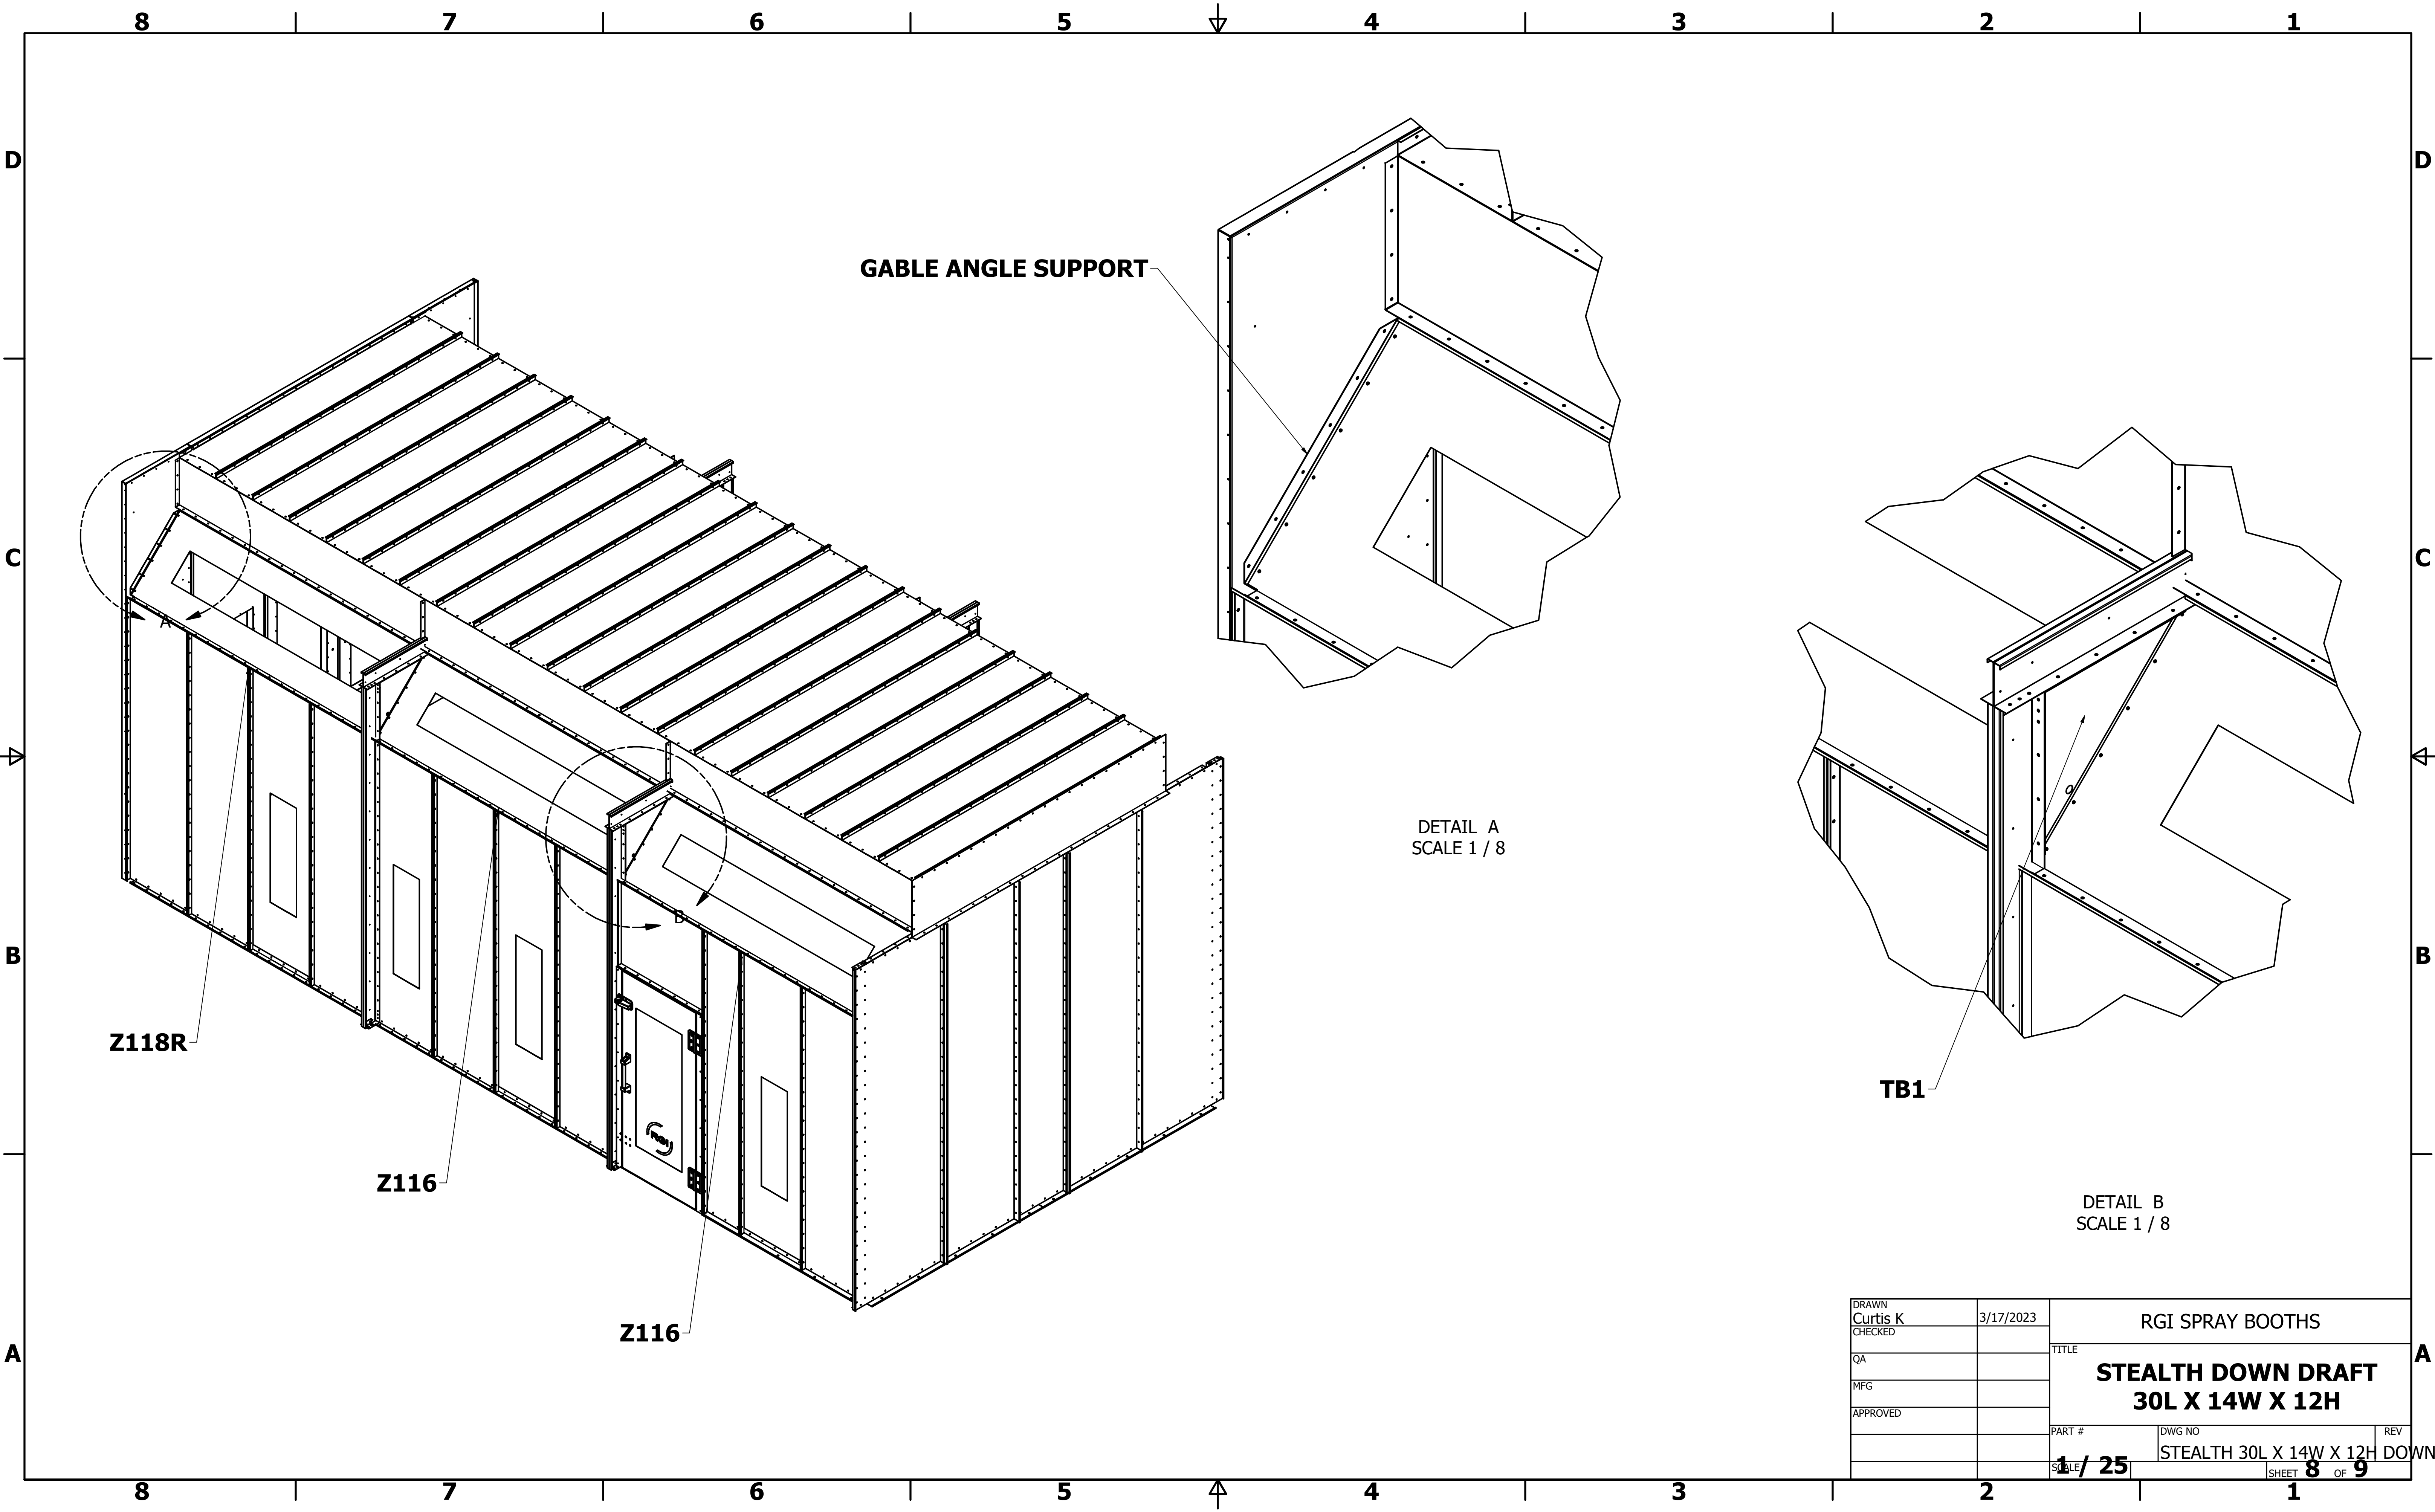 8 7 6 5 4 3 2 1
D D
GABLE ANGLE SUPPORT
C C
A
DETAIL A
SCALE 1 / 8
B
B B
Z118R
TB1
Z116
DETAIL B
SCALE 1 / 8
RGI
Z116
A A
DRAWN
Curtis K 3/17/2023
CHECKED
QA
MFG
APPROVED
RGI SPRAY BOOTHS
TITLE
STEALTH DOWN DRAFT
30L X 14W X 12H
PART # DWG NO REV
STEALTH 30L X 14W X 12H DOWN
SCALE 1 / 25
SHEET 8 OF 9
8 7 6 5 4 3 2 1